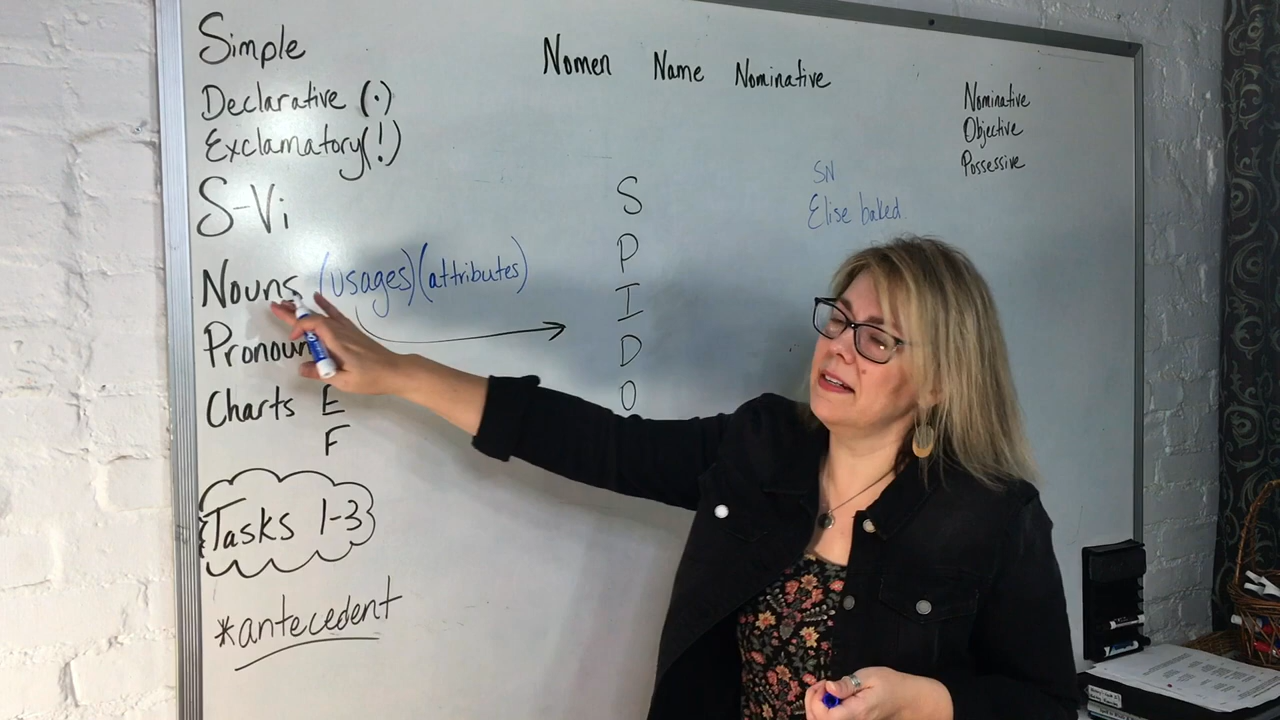 Simple
Declarative (.)
Exclamatory(!)
S-Vi
Nouns (usages)(attributes)
Pronoun
Charts E
F
Tasks 1-3
*antecedent
Nomen Name Nominative
S
P
I
D
O
SN
Elise baked
Nominative
Objective
Possessive